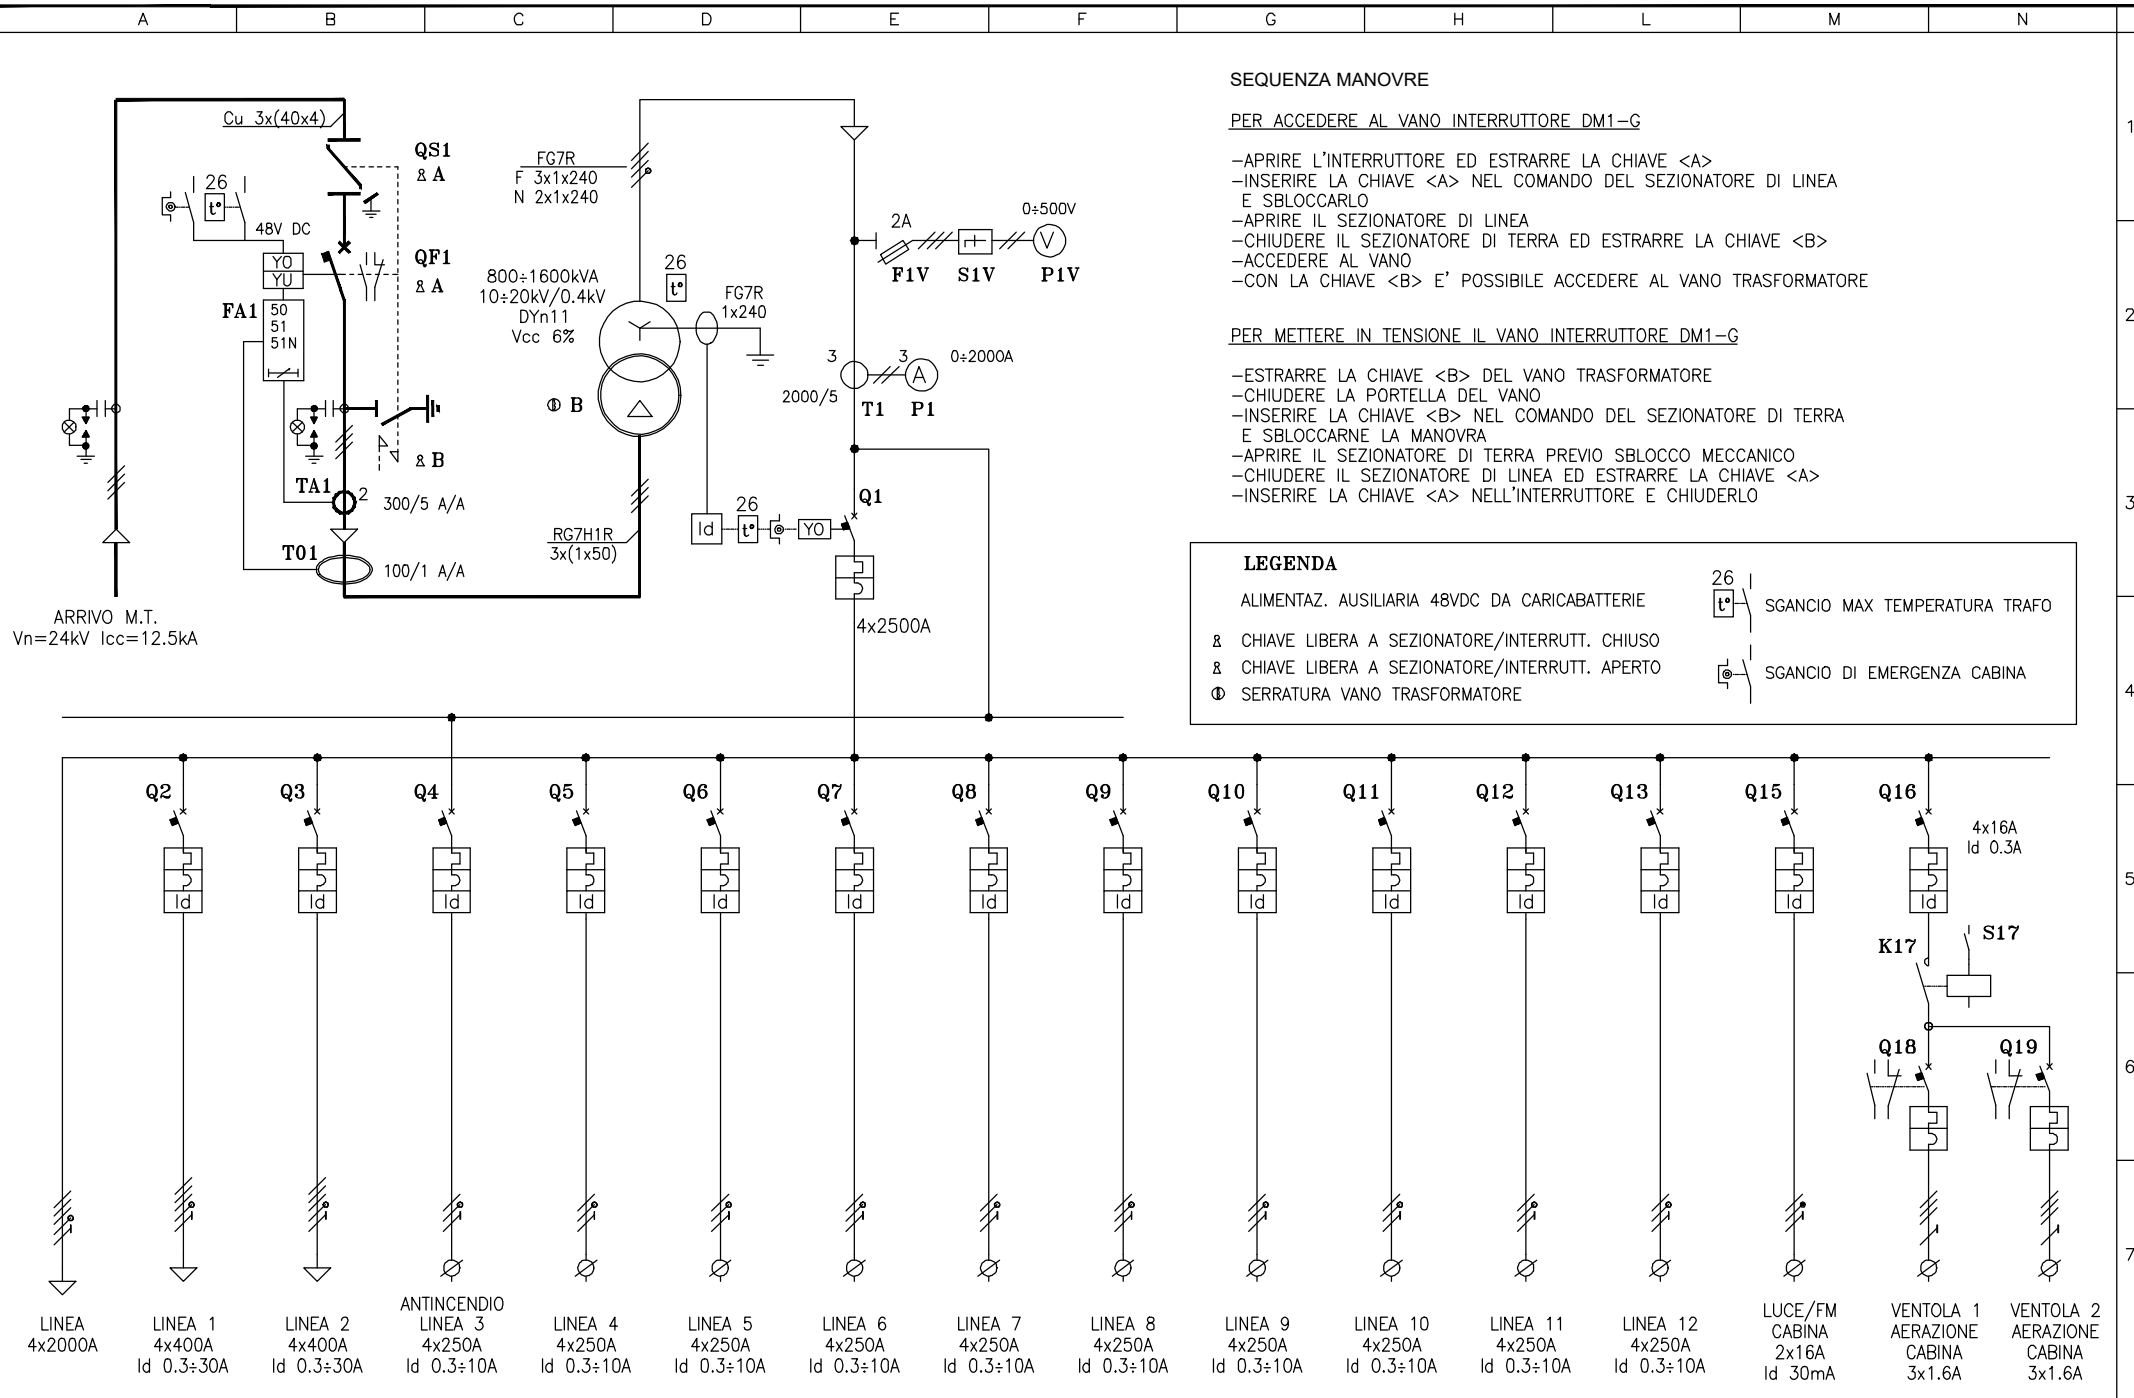 A B C D E F G H L M N
1
2
3
4
5
6
7
Cu 3x(40x4)
QS1
A
26
t°
48V DC
YO
YU
QF1
A
FA1
50
51
51N
B
TA1
2
300/5 A/A
T01
100/1 A/A
ARRIVO M.T.
Vn=24kV Icc=12.5kA
FG7R
F 3x1x240
N 2x1x240
800÷1600kVA
10÷20kV/0.4kV
DYn11
Vcc 6%
26
t°
FG7R
1x240
B
RG7H1R
3x(1x50)
2A
F1V
S1V
0÷500V
V
P1V
3
2000/5
T1
3
A
0÷2000A
P1
Id
26
t°
YO
Q1
4x2500A
SEQUENZA MANOVRE
PER ACCEDERE AL VANO INTERRUTTORE DM1-G
-APRIRE L'INTERRUTTORE ED ESTRARRE LA CHIAVE <A>
-INSERIRE LA CHIAVE <A> NEL COMANDO DEL SEZIONATORE DI LINEA
E SBLOCCARLO
-APRIRE IL SEZIONATORE DI LINEA
-CHIUDERE IL SEZIONATORE DI TERRA ED ESTRARRE LA CHIAVE <B>
-ACCEDERE AL VANO
-CON LA CHIAVE <B> E' POSSIBILE ACCEDERE AL VANO TRASFORMATORE
PER METTERE IN TENSIONE IL VANO INTERRUTTORE DM1-G
-ESTRARRE LA CHIAVE <B> DEL VANO TRASFORMATORE
-CHIUDERE LA PORTELLA DEL VANO
-INSERIRE LA CHIAVE <B> NEL COMANDO DEL SEZIONATORE DI TERRA
E SBLOCCARNE LA MANOVRA
-APRIRE IL SEZIONATORE DI TERRA PREVIO SBLOCCO MECCANICO
-CHIUDERE IL SEZIONATORE DI LINEA ED ESTRARRE LA CHIAVE <A>
-INSERIRE LA CHIAVE <A> NELL'INTERRUTTORE E CHIUDERLO
LEGENDA
ALIMENTAZ. AUSILIARIA 48VDC DA CARICABATTERIE
CHIAVE LIBERA A SEZIONATORE/INTERRUTT. CHIUSO
CHIAVE LIBERA A SEZIONATORE/INTERRUTT. APERTO
SERRATURA VANO TRASFORMATORE
26
t°
SGANCIO MAX TEMPERATURA TRAFO
SGANCIO DI EMERGENZA CABINA
Q2 Q3 Q4 Q5 Q6 Q7 Q8 Q9 Q10 Q11 Q12 Q13 Q15 Q16
4x16A
Id 0.3A
Id Id Id Id Id Id Id Id Id Id Id Id Id Id
K17
S17
Q18
Q19
LINEA
4x2000A
LINEA 1
4x400A
Id 0.3÷30A
LINEA 2
4x400A
Id 0.3÷30A
ANTINCENDIO
LINEA 3
4x250A
Id 0.3÷10A
LINEA 4
4x250A
Id 0.3÷10A
LINEA 5
4x250A
Id 0.3÷10A
LINEA 6
4x250A
Id 0.3÷10A
LINEA 7
4x250A
Id 0.3÷10A
LINEA 8
4x250A
Id 0.3÷10A
LINEA 9
4x250A
Id 0.3÷10A
LINEA 10
4x250A
Id 0.3÷10A
LINEA 11
4x250A
Id 0.3÷10A
LINEA 12
4x250A
Id 0.3÷10A
LUCE/FM
CABINA
2x16A
Id 30mA
VENTOLA 1
AERAZIONE
CABINA
3x1.6A
VENTOLA 2
AERAZIONE
CABINA
3x1.6A